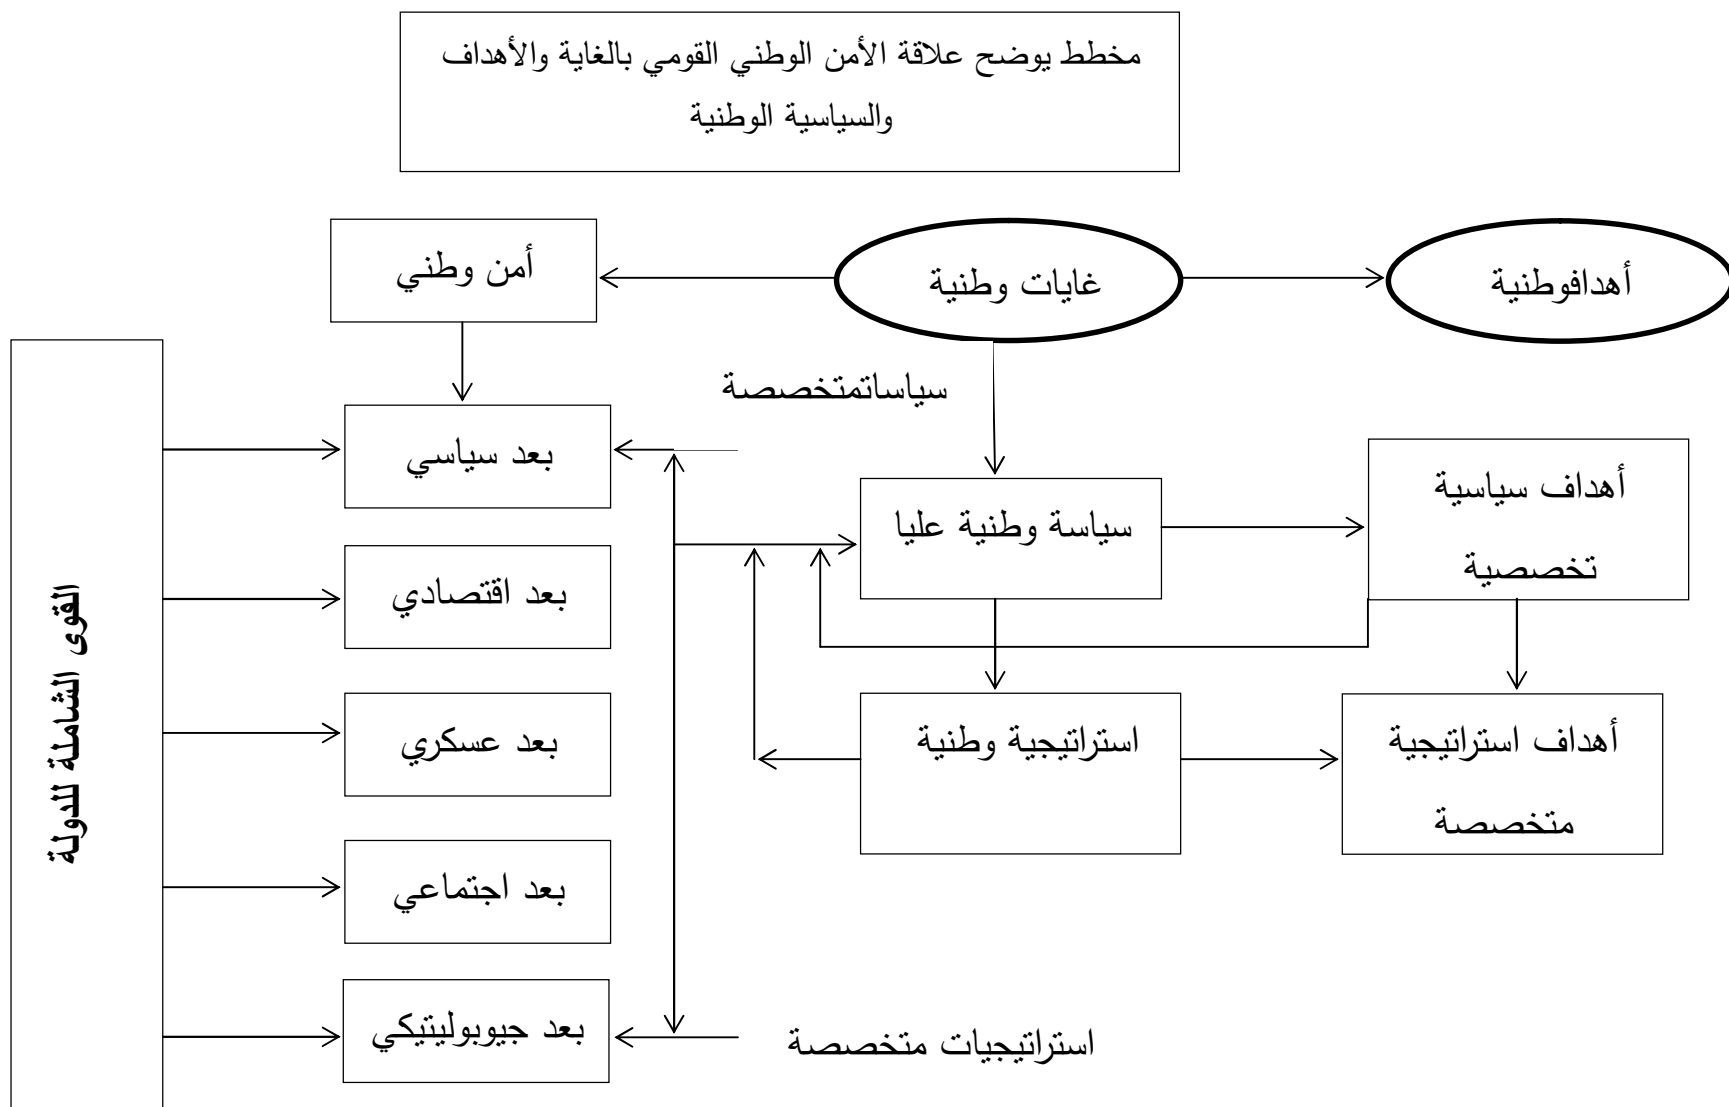 مخطط يوضح علاقة الأمن الوطني القومي بالغاية والأهداف
والسياسية الوطنية
أهدافوطنية
غايات وطنية
أمن وطني
سياساتمتخصصة
بعد سياسي
أهداف سياسية
تخصصية
سياسة وطنية عليا
بعد اقتصادي
أهداف استراتيجية
متخصصة
استراتيجية وطنية
بعد عسكري
بعد اجتماعي
استراتيجيات متخصصة
بعد جيوبوليتيكي
القوى الشاملة للدولة